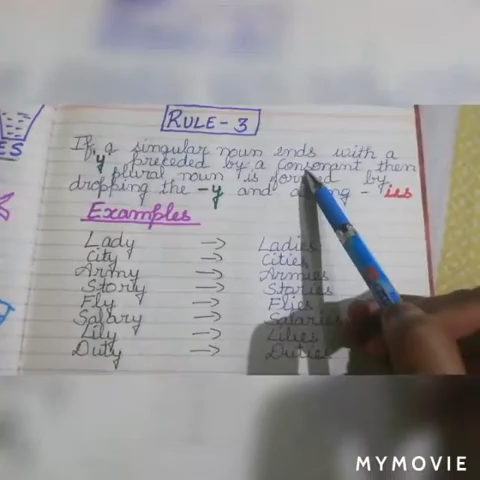 ES
RULE-3
If a singular noun ends with a
'y preceded by a consonant then
plural noun is formed by
dropping the -y and adding -ies
Examples
Lady → Ladies
City → Cities
Army → Armies
Story → Stories
Fly → Flies
Salary → Salaries
Lily → Lilies
Duty → Duties
MYMOVIE